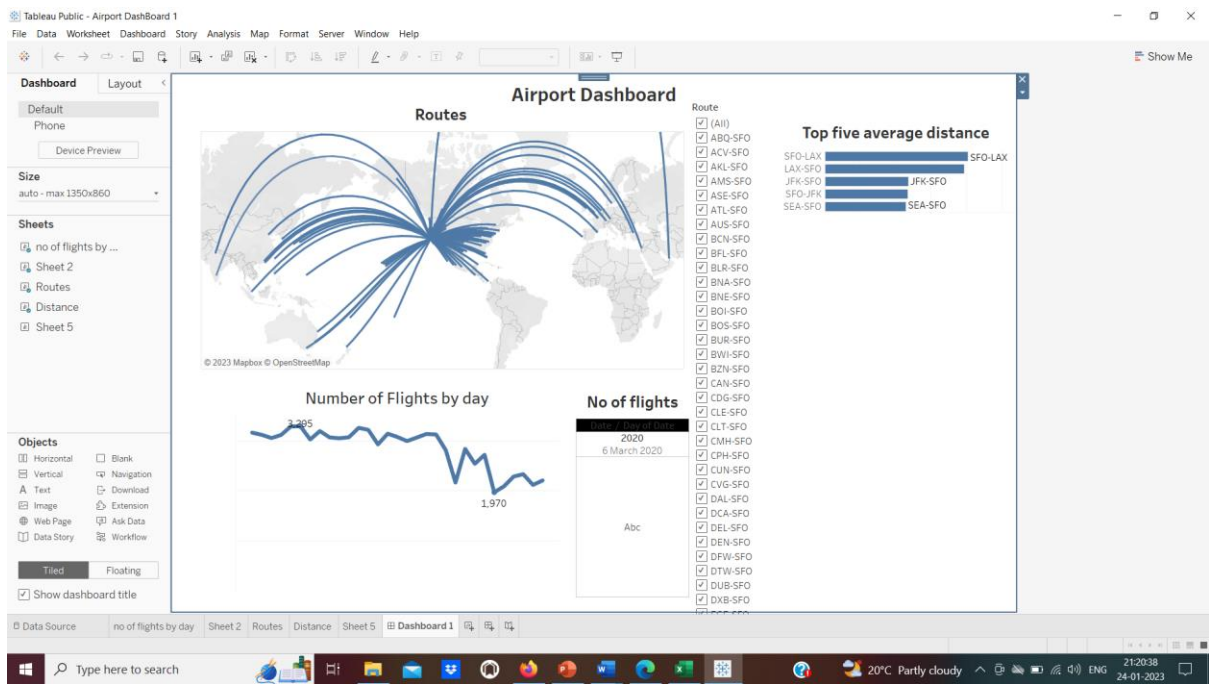 Tableau Public - Airport DashBoard 1
File Data Worksheet Dashboard Story Analysis Map Format Server Window Help
Show Me
Dashboard Layout
Default
Phone
Device Preview
Size
auto - max 1350x860
Sheets
no of flights by ...
Sheet 2
Routes
Distance
Sheet 5
Objects
Horizontal Blank
Vertical Navigation
A Text Download
Image Extension
Web Page Ask Data
Data Story Workflow
Tiled Floating
Show dashboard title
Airport Dashboard
Routes
© 2023 Mapbox © OpenStreetMap
Number of Flights by day
3,295
1,970
No of flights
Date / Day of Date
2020
6 March 2020
Abc
Route
(All)
ABQ-SFO
ACV-SFO
AKL-SFO
AMS-SFO
ASE-SFO
ATL-SFO
AUS-SFO
BCN-SFO
BFL-SFO
BLR-SFO
BNA-SFO
BNE-SFO
BOI-SFO
BOS-SFO
BUR-SFO
BWI-SFO
BZN-SFO
CAN-SFO
CDG-SFO
CLE-SFO
CLT-SFO
CMH-SFO
CPH-SFO
CUN-SFO
CVG-SFO
DAL-SFO
DCA-SFO
DEL-SFO
DEN-SFO
DFW-SFO
DTW-SFO
DUB-SFO
DXB-SFO
Top five average distance
SFO-LAX SFO-LAX
LAX-SFO
JFK-SFO JFK-SFO
SFO-JFK
SEA-SFO SEA-SFO
Data Source no of flights by day Sheet 2 Routes Distance Sheet 5 Dashboard 1
Type here to search
20°C Partly cloudy ENG 21:20:38
24-01-2023